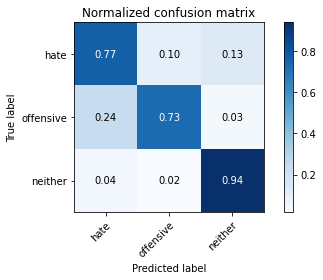 Normalized confusion matrix
True label
hate 0.77 0.10 0.13
offensive 0.24 0.73 0.03
neither 0.04 0.02 0.94
hate offensive neither
Predicted label
0.8
0.6
0.4
0.2